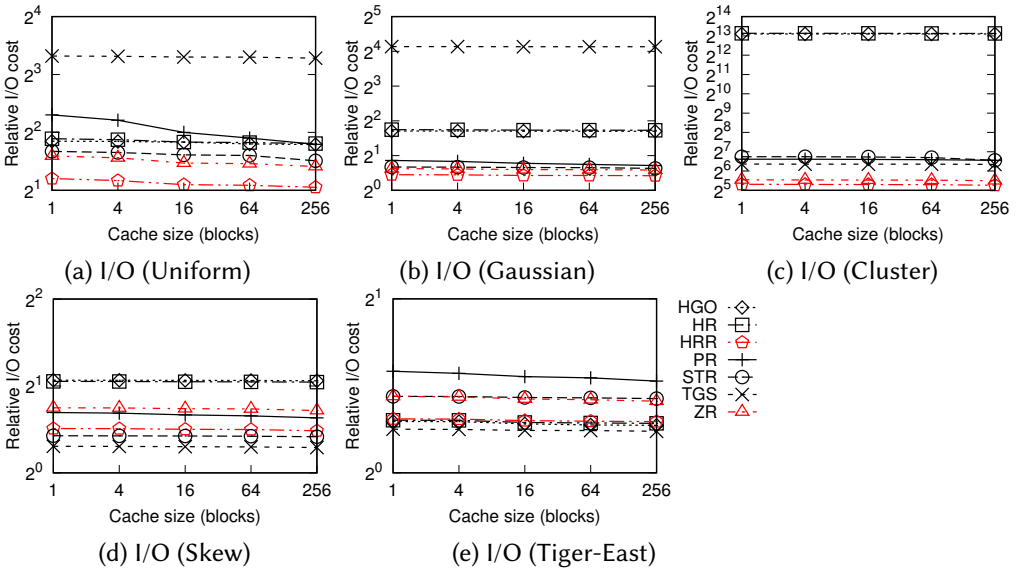 Relative I/O cost
2^4
2^3
2^2
2^1
1 4 16 64 256
Cache size (blocks)
(a) I/O (Uniform)
Relative I/O cost
2^5
2^4
2^3
2^2
2^1
2^0
1 4 16 64 256
Cache size (blocks)
(b) I/O (Gaussian)
Relative I/O cost
2^14
2^13
2^12
2^11
2^10
2^9
2^8
2^7
2^6
2^5
1 4 16 64 256
Cache size (blocks)
(c) I/O (Cluster)
Relative I/O cost
2^2
2^1
2^0
1 4 16 64 256
Cache size (blocks)
(d) I/O (Skew)
Relative I/O cost
2^1
2^0
1 4 16 64 256
Cache size (blocks)
(e) I/O (Tiger-East)
HGO
HR
HRR
PR
STR
TGS
ZR